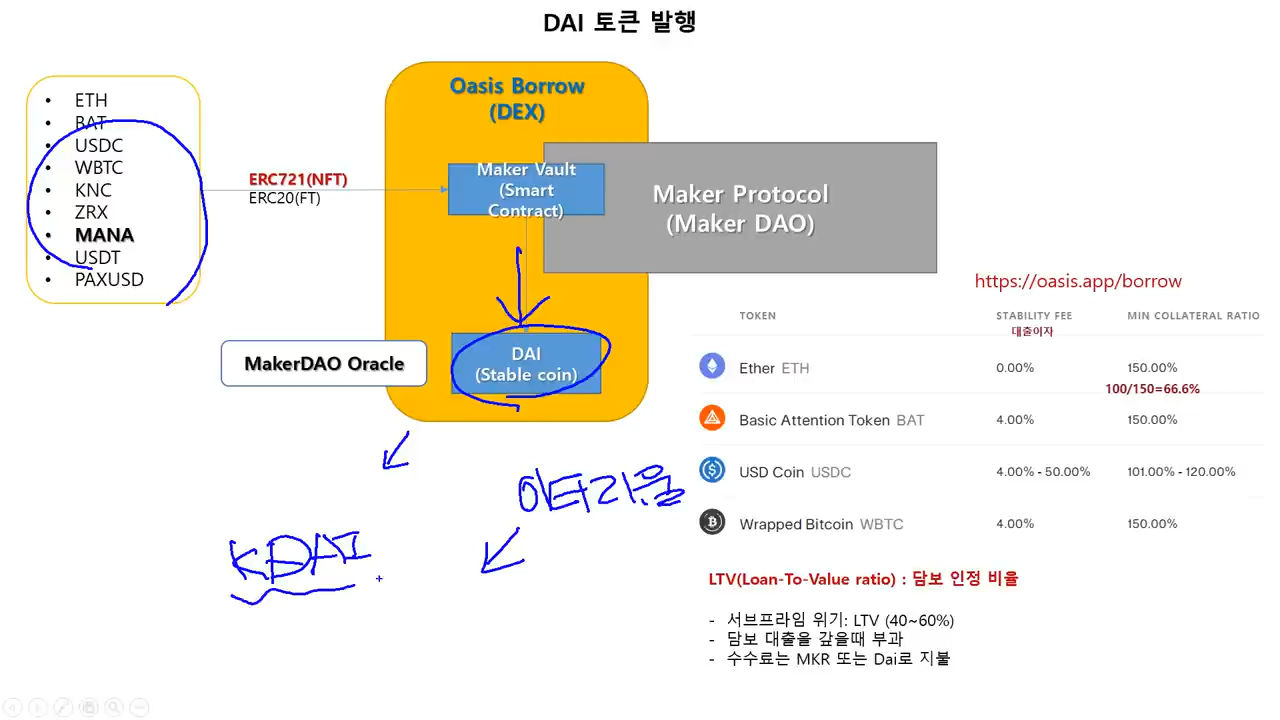 DAI 토큰 발행
• ETH
• BAT
• USDC
• WBTC
• KNC
• ZRX
• MANA
• USDT
• PAXUSD
ERC721(NFT)
ERC20(FT)
Oasis Borrow
(DEX)
Maker Vault
(Smart
Contract)
Maker Protocol
(Maker DAO)
DAI
(Stable coin)
MakerDAO Oracle
이터리움
KDAI
https://oasis.app/borrow
TOKEN STABILITY FEE MIN COLLATERAL RATIO
대출이자
Ether ETH 0.00% 150.00%
100/150=66.6%
Basic Attention Token BAT 4.00% 150.00%
USD Coin USDC 4.00% - 50.00% 101.00% - 120.00%
Wrapped Bitcoin WBTC 4.00% 150.00%
LTV(Loan-To-Value ratio) : 담보 인정 비율
- 서브프라임 위기: LTV (40~60%)
- 담보 대출을 갚을때 부과
- 수수료는 MKR 또는 Dai로 지불